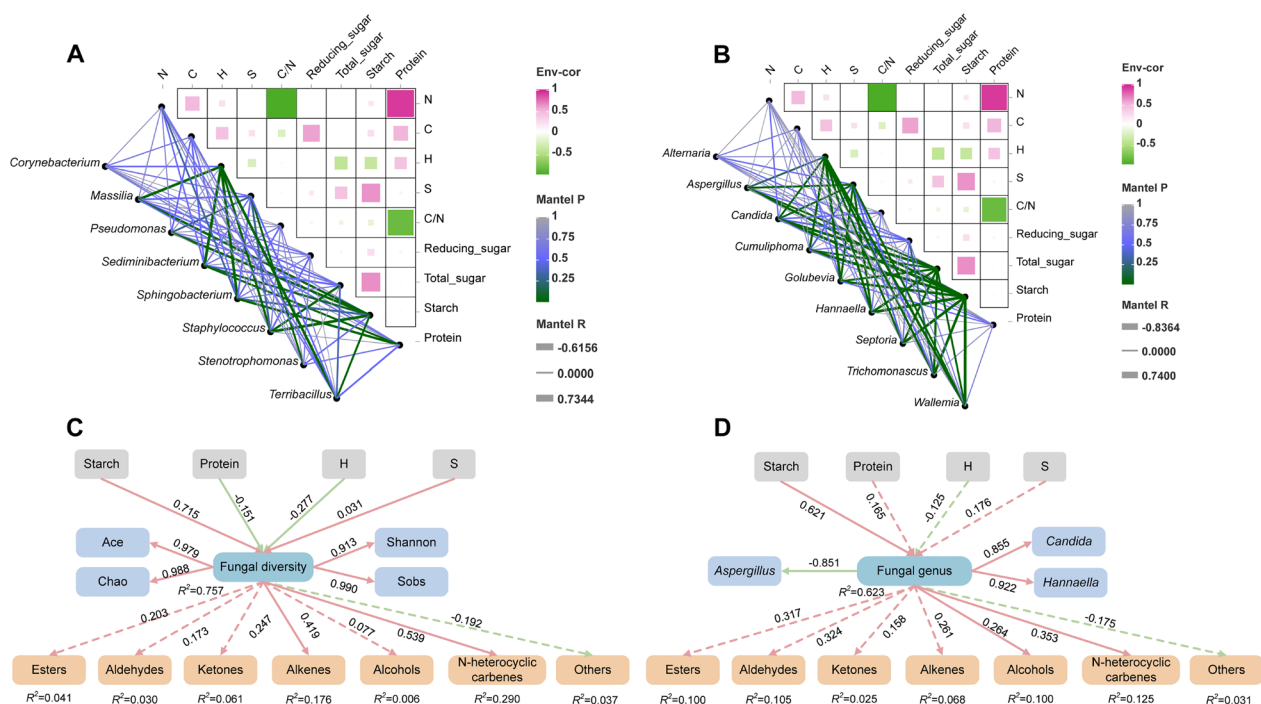 A
N
C
H
S
C/N
Reducing_sugar
Total_sugar
Starch
Protein
N
C
H
S
C/N
Reducing_sugar
Total_sugar
Starch
Protein
Corynebacterium
Massilia
Pseudomonas
Sediminibacterium
Sphingobacterium
Staphylococcus
Stenotrophomonas
Terribacillus
Env-cor
1
0.5
0
-0.5
Mantel P
1
0.75
0.5
0.25
Mantel R
-0.6156
0.0000
0.7344
B
N
C
H
S
C/N
Reducing_sugar
Total_sugar
Starch
Protein
N
C
H
S
C/N
Reducing_sugar
Total_sugar
Starch
Protein
Alternaria
Aspergillus
Candida
Cumuliphoma
Golubevia
Hannaella
Septoria
Trichomonascus
Wallemia
Env-cor
1
0.5
0
-0.5
Mantel P
1
0.75
0.5
0.25
Mantel R
-0.8364
0.0000
0.7400
C
Starch
Protein
H
S
0.715
-0.151
-0.277
0.031
Ace
Chao
0.979
0.988
Fungal diversity
0.913
0.990
Shannon
Sobs
R²=0.757
0.203
0.173
0.247
0.419
0.077
0.539
-0.192
Esters
Aldehydes
Ketones
Alkenes
Alcohols
N-heterocyclic
carbenes
Others
R²=0.041
R²=0.030
R²=0.061
R²=0.176
R²=0.006
R²=0.290
R²=0.037
D
Starch
Protein
H
S
0.621
0.165
-0.125
0.176
Aspergillus
-0.851
Fungal genus
0.855
0.922
Candida
Hannaella
R²=0.623
0.317
0.324
0.158
0.261
0.264
0.353
-0.175
Esters
Aldehydes
Ketones
Alkenes
Alcohols
N-heterocyclic
carbenes
Others
R²=0.100
R²=0.105
R²=0.025
R²=0.068
R²=0.100
R²=0.125
R²=0.031